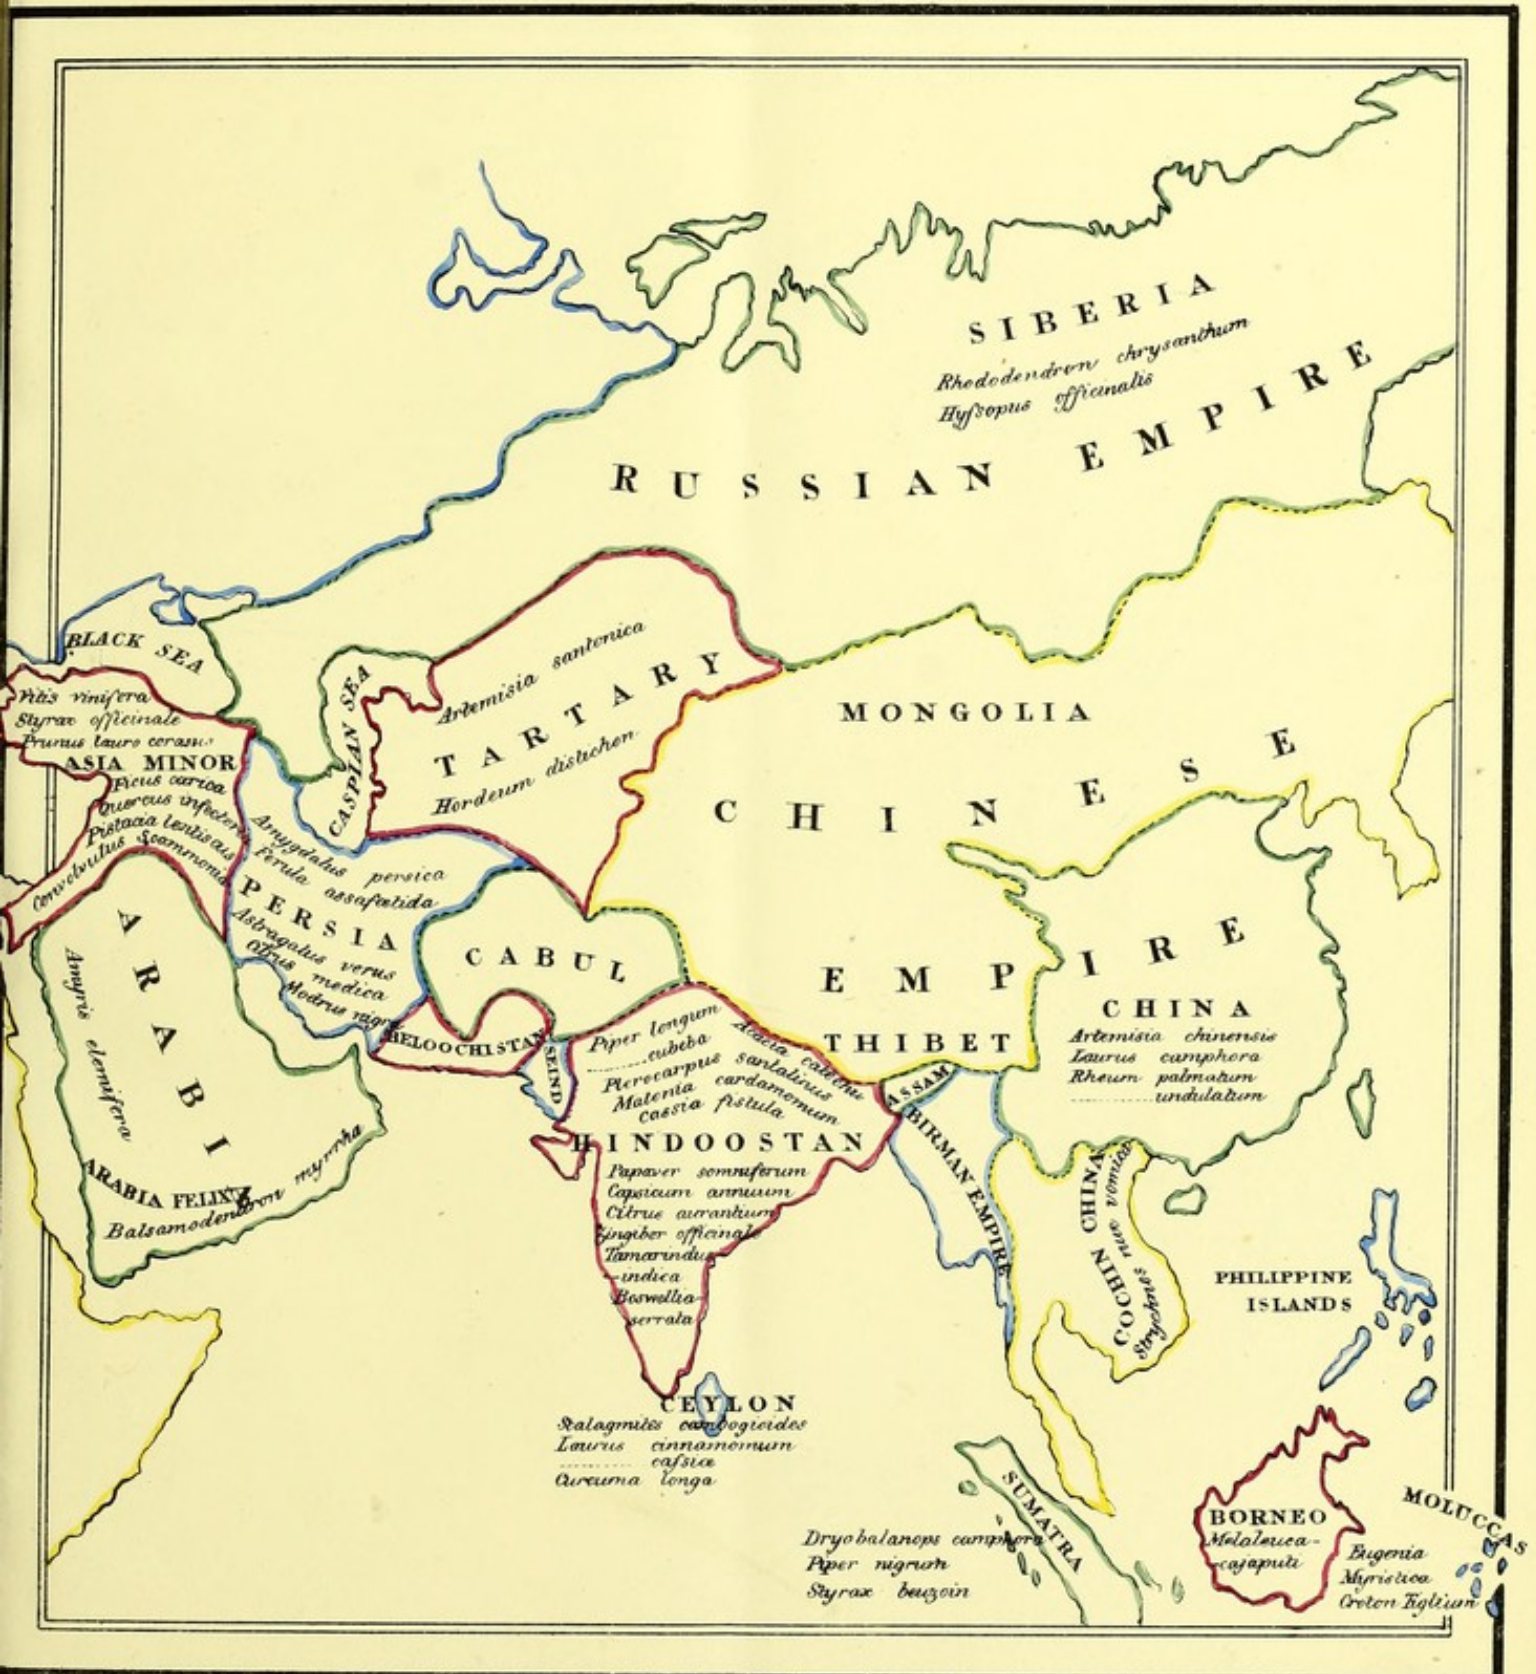 SIBERIA
Rhododendron chrysanthum
Hyſsopus officinalis
RUSSIAN EMPIRE
BLACK SEA
CASPIAN SEA
Artemisia santonica
TARTARY
Hordeum distichon
MONGOLIA
CHINESE
EMPIRE
THIBET
CHINA
Artemisia chinensis
Laurus camphora
Rheum palmatum
.......... undulatum
Vitis vinifera
Styrax officinale
Prunus lauro cerasus
ASIA MINOR
Ficus carica
Quercus infectoria
Pistacia lentiscus
Convolvulus Scammonia
Amygdalus persica
Ferula assafœtida
PERSIA
Astragalus verus
Citrus medica
Modrus nigra
CABUL
BELOOCHISTAN
SEIND
ARABI
Amyris elemifera
ARABIA FELIX
Balsamodendron myrrha
Piper longum
........ cubeba
Pterocarpus santalinus
Matonia cardamomum
Cassia fistula
Acacia catechu
HINDOOSTAN
Papaver somniferum
Capsicum annuum
Citrus aurantium
Zingiber officinale
Tamarindus
indica
Boswellia
serrata
ASSAM
BIRMAN EMPIRE
COCHIN CHINA
Strychnos nux vomica
PHILIPPINE
ISLANDS
CEYLON
Stalagmites cambogioides
Laurus cinnamomum
.......... caſsia
Curcuma longa
SUMATRA
Dryobalanops camphora
Piper nigrum
Styrax benzoin
BORNEO
Melaleuca-
cajaputi
MOLUCCAS
Eugenia
Myristica
Croton Tiglium